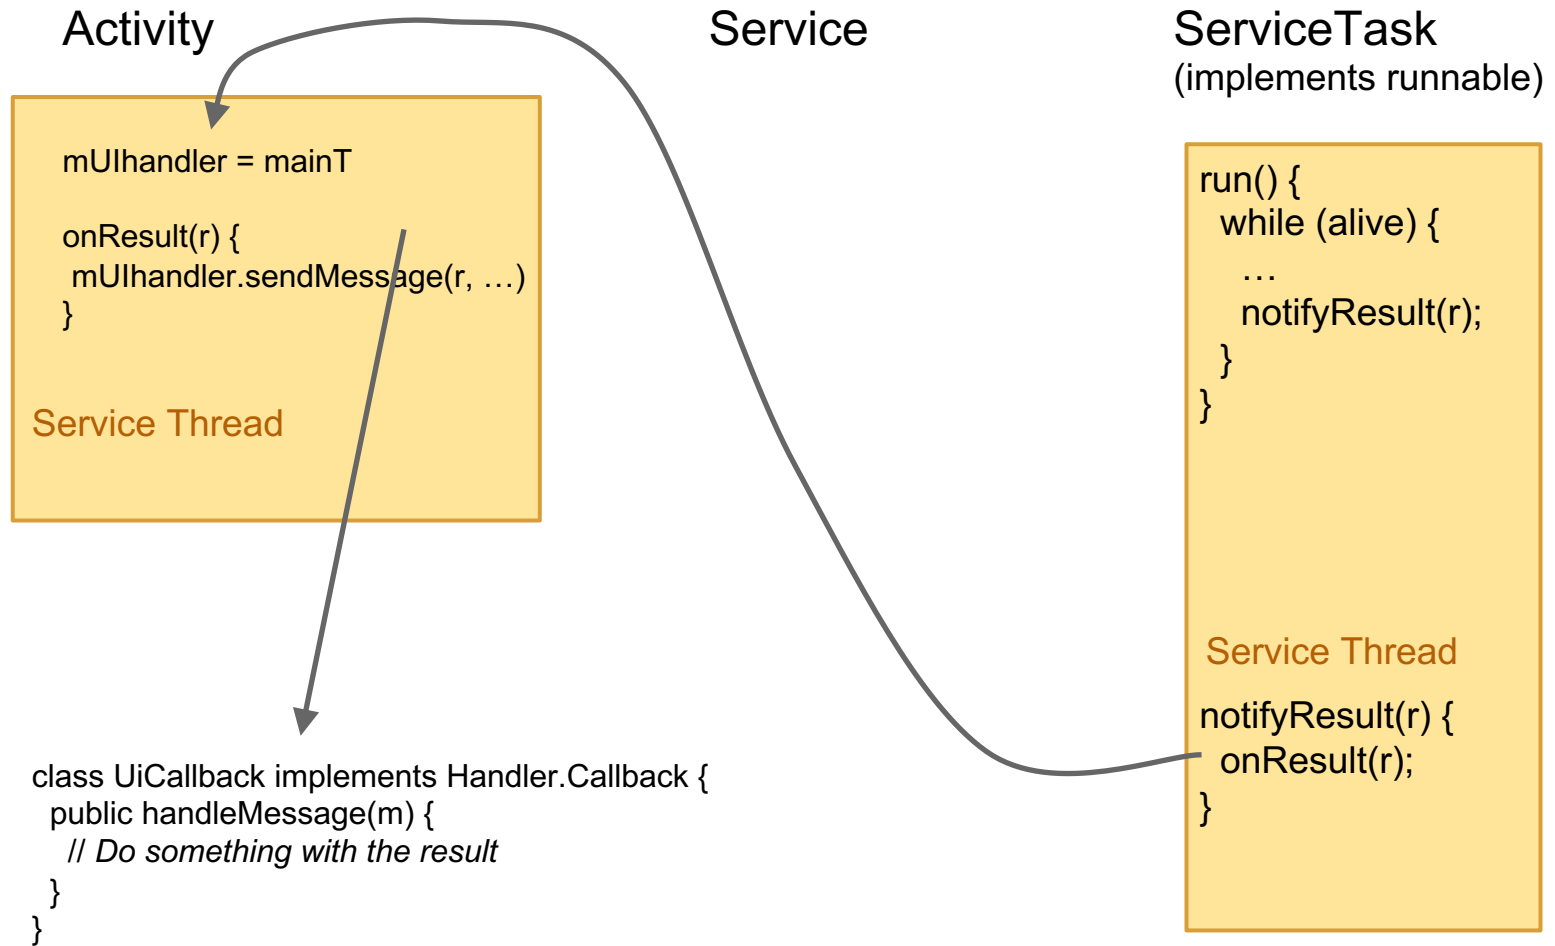 Activity
Service
ServiceTask
(implements runnable)
mUIhandler = mainT
onResult(r) {
mUIhandler.sendMessage(r, …)
}
Service Thread
run() {
while (alive) {
…
notifyResult(r);
}
}
Service Thread
notifyResult(r) {
onResult(r);
}
class UiCallback implements Handler.Callback {
public handleMessage(m) {
// Do something with the result
}
}